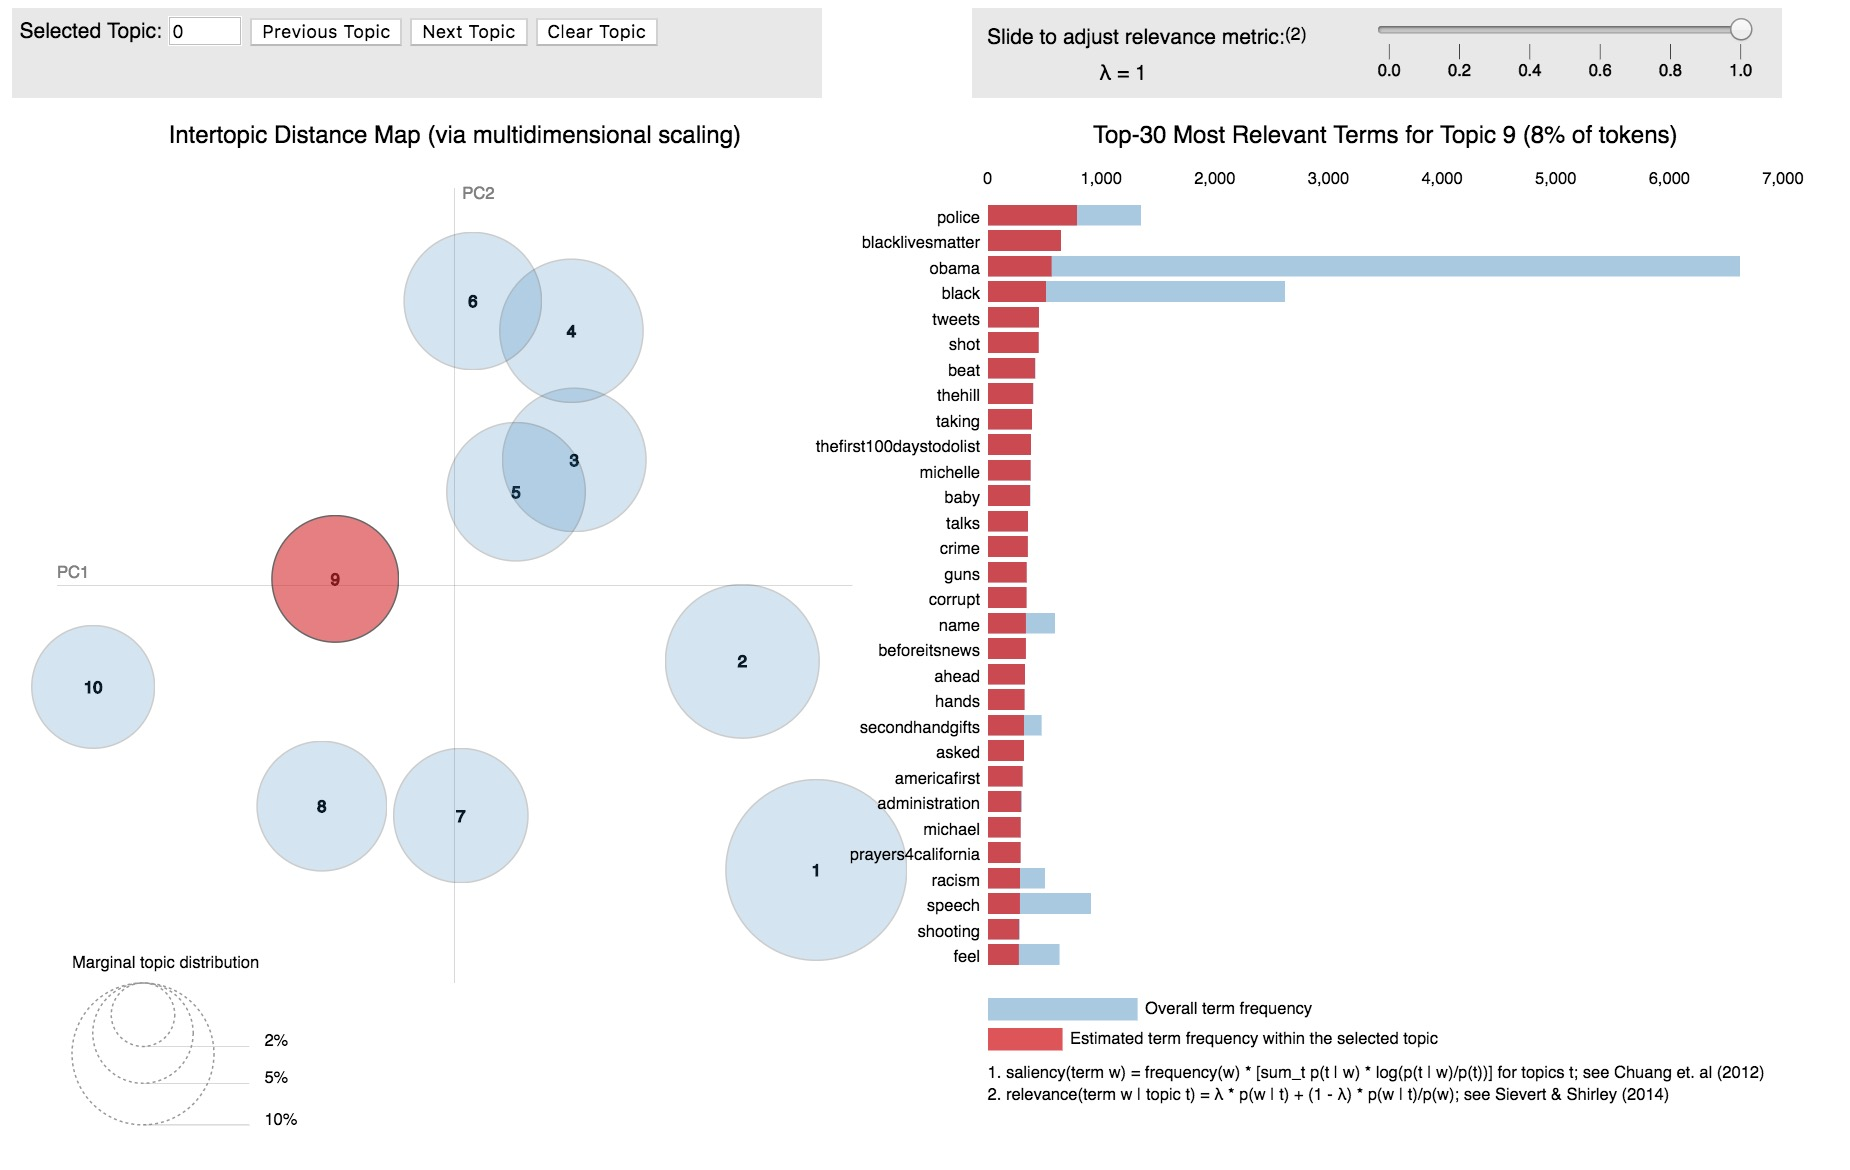 Selected Topic: 0 Previous Topic Next Topic Clear Topic
Slide to adjust relevance metric:(2)
λ = 1
0.0 0.2 0.4 0.6 0.8 1.0
Intertopic Distance Map (via multidimensional scaling)
PC2
PC1
6
4
3
5
9
2
10
8
7
1
Marginal topic distribution
2%
5%
10%
Top-30 Most Relevant Terms for Topic 9 (8% of tokens)
0 1,000 2,000 3,000 4,000 5,000 6,000 7,000
police
blacklivesmatter
obama
black
tweets
shot
beat
thehill
taking
thefirst100daystodolist
michelle
baby
talks
crime
guns
corrupt
name
beforeitsnews
ahead
hands
secondhandgifts
asked
americafirst
administration
michael
prayers4california
racism
speech
shooting
feel
Overall term frequency
Estimated term frequency within the selected topic
1. saliency(term w) = frequency(w) * [sum_t p(t | w) * log(p(t | w)/p(t))] for topics t; see Chuang et. al (2012)
2. relevance(term w | topic t) = λ * p(w | t) + (1 - λ) * p(w | t)/p(w); see Sievert & Shirley (2014)